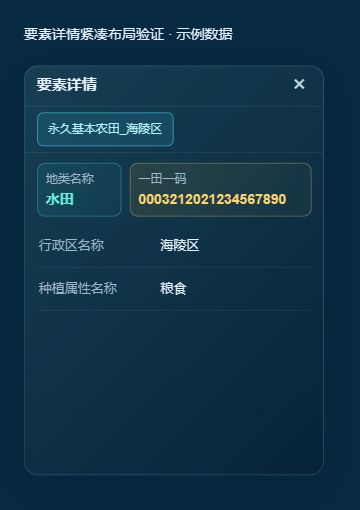 要素详情紧凑布局验证 · 示例数据
要素详情 ✕
永久基本农田_海陵区
地类名称 一田一码
水田 0003212021234567890
行政区名称 海陵区
种植属性名称 粮食